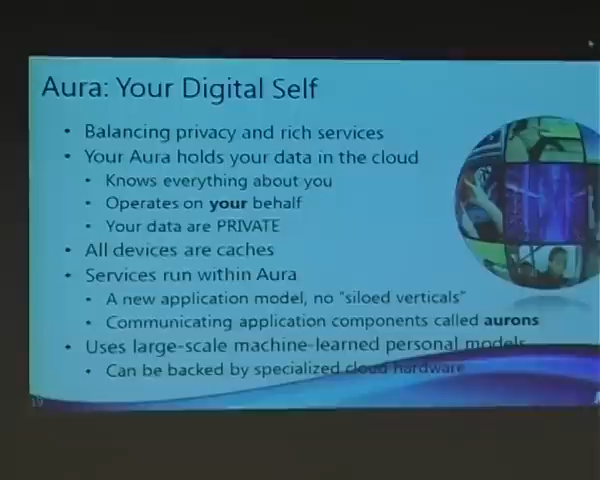 Aura: Your Digital Self
• Balancing privacy and rich services
• Your Aura holds your data in the cloud
• Knows everything about you
• Operates on your behalf
• Your data are PRIVATE
• All devices are caches
• Services run within Aura
• A new application model, no "siloed verticals"
• Communicating application components called aurons
• Uses large-scale machine-learned personal models
• Can be backed by specialized cloud hardware
19